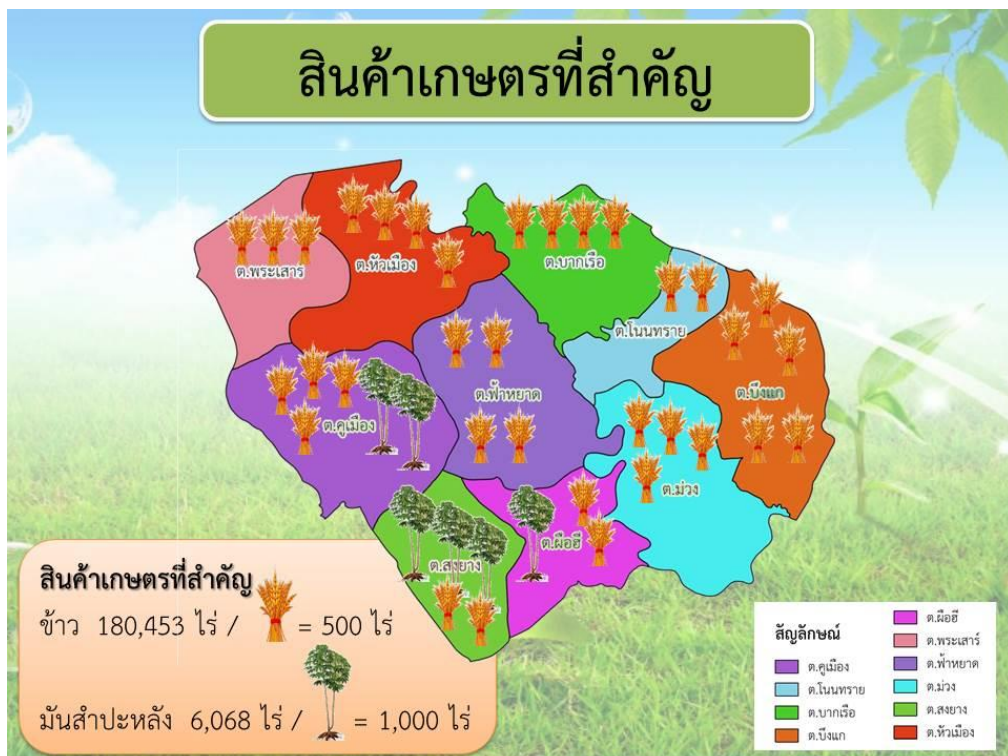 สินค้าเกษตรที่สำคัญ
ต.พระเสาร์
ต.หัวเมือง
ต.บากเรือ
ต.โนนทราย
ต.บึงแก
ต.ฟ้าหยาด
ต.คูเมือง
ต.ม่วง
ต.ผือฮี
ต.สงยาง
สินค้าเกษตรที่สำคัญ
ข้าว 180,453 ไร่ / = 500 ไร่
มันสำปะหลัง 6,068 ไร่ / = 1,000 ไร่
สัญลักษณ์
ต.คูเมือง
ต.โนนทราย
ต.บากเรือ
ต.บึงแก
ต.ผือฮี
ต.พระเสาร์
ต.ฟ้าหยาด
ต.ม่วง
ต.สงยาง
ต.หัวเมือง